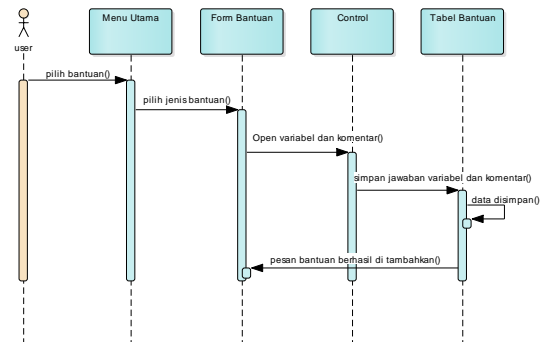 Menu Utama
Form Bantuan
Control
Tabel Bantuan
user
pilih bantuan()
pilih jenis bantuan()
Open variabel dan komentar()
simpan jawaban variabel dan komentar()
data disimpan()
pesan bantuan berhasil di tambahkan()